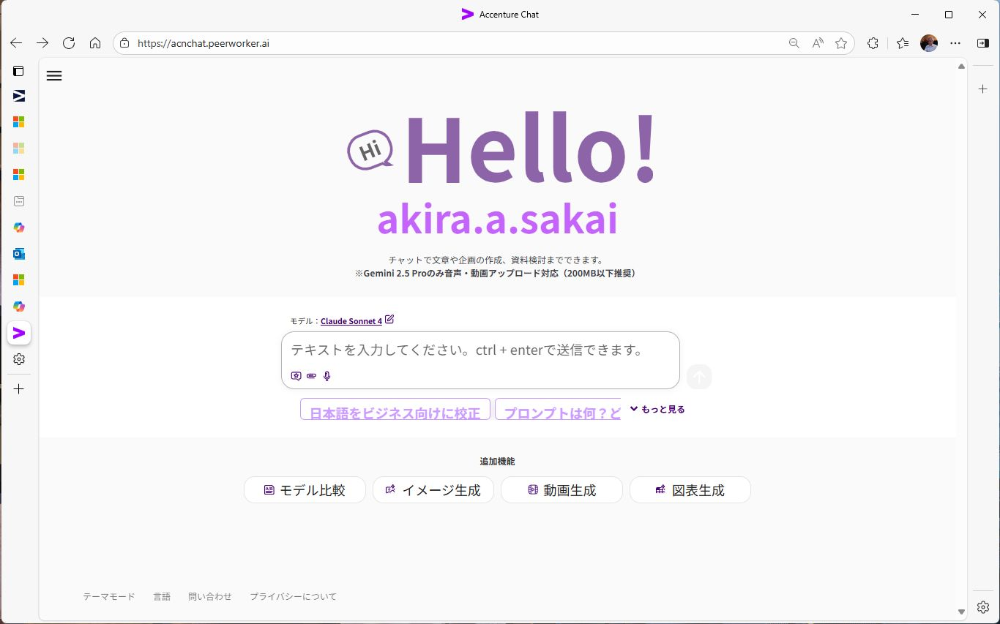 Accenture Chat
https://acnchat.peerworker.ai
Hi
Hello!
akira.a.sakai
チャットで文章や企画の作成、資料検討までできます。
※Gemini 2.5 Proのみ音声・動画アップロード対応（200MB以下推奨）
モデル：Claude Sonnet 4
テキストを入力してください。ctrl + enterで送信できます。
日本語をビジネス向けに校正 プロンプトは何？ど もっと見る
追加機能
モデル比較 イメージ生成 動画生成 図表生成
テーマモード 言語 問い合わせ プライバシーについて